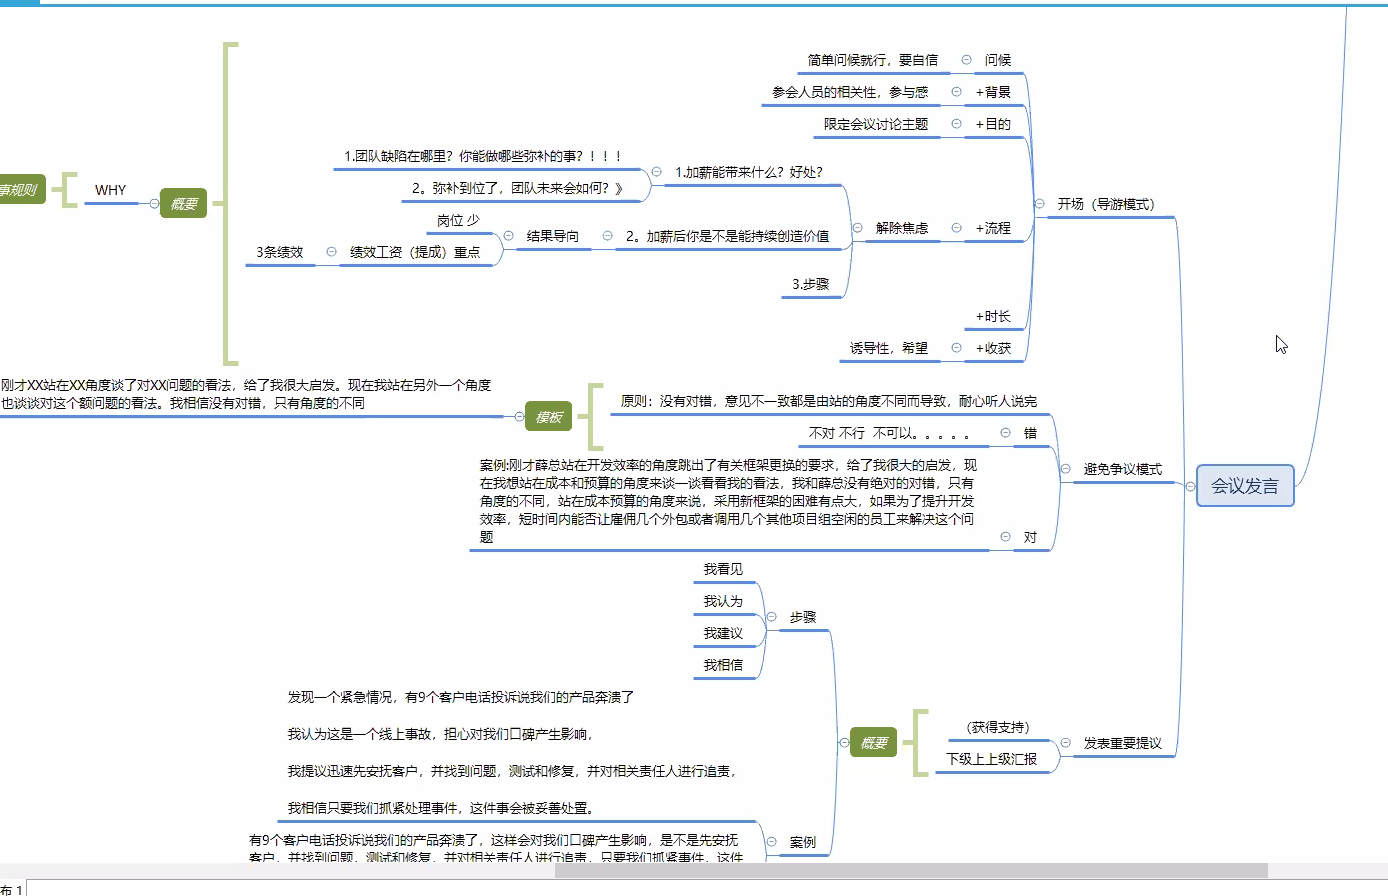 简单问候就行，要自信
问候
参会人员的相关性，参与感
+背景
限定会议讨论主题
+目的
1.团队缺陷在哪里？你能做哪些弥补的事？！！！
1.加薪能带来什么？好处？
2。弥补到位了，团队未来会如何？》
事规则
WHY
概要
开场（导游模式）
岗位 少
解除焦虑
+流程
结果导向
2。加薪后你是不是能持续创造价值
3条绩效
绩效工资（提成）重点
3.步骤
+时长
诱导性，希望
+收获
刚才XX站在XX角度谈了对XX问题的看法，给了我很大启发。现在我站在另外一个角度
也谈谈对这个额问题的看法。我相信没有对错，只有角度的不同
模板
原则：没有对错，意见不一致都是由站的角度不同而导致，耐心听人说完
不对 不行  不可以。。。。。
错
避免争议模式
案例:刚才薛总站在开发效率的角度跳出了有关框架更换的要求，给了我很大的启发，现
在我想站在成本和预算的角度来谈一谈看看我的看法，我和薛总没有绝对的对错，只有
角度的不同，站在成本预算的角度来说，采用新框架的困难有点大，如果为了提升开发
效率，短时间内能否让雇佣几个外包或者调用几个其他项目组空闲的员工来解决这个问
题
对
会议发言
我看见
我认为
步骤
我建议
我相信
发现一个紧急情况，有9个客户电话投诉说我们的产品奔溃了
我认为这是一个线上事故，担心对我们口碑产生影响，
我提议迅速先安抚客户，并找到问题，测试和修复，并对相关责任人进行追责，
我相信只要我们抓紧处理事件，这件事会被妥善处置。
概要
（获得支持）
发表重要提议
下级上上级汇报
有9个客户电话投诉说我们的产品奔溃了，这样会对我们口碑产生影响，是不是先安抚
案例
客户，并找到问题，测试和修复，并对相关责任人进行追责，只要我们抓紧事件，这件
布 1